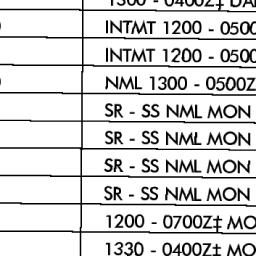 1300 - 0400Z‡ DAI
INTMT 1200 - 0500
INTMT 1200 - 0500
NML 1300 - 0500Z
SR - SS NML MON
SR - SS NML MON
SR - SS NML MON
SR - SS NML MON
1200 - 0700Z‡ MO
1330 - 0400Z‡ MO